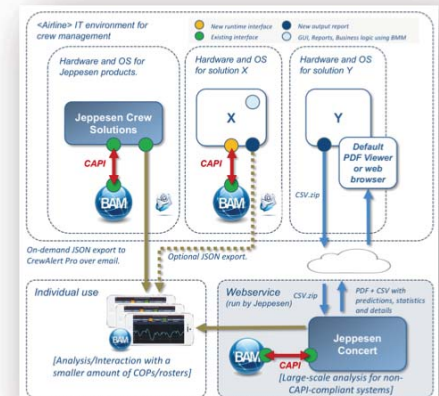 <Airline> IT environment for
crew management
New runtime interface
Existing interface
New output report
GUI, Reports, Business logic using BMM
Hardware and OS for
Jeppesen products.
Hardware and OS
for solution X
Hardware and OS
for solution Y
Jeppesen Crew
Solutions
X
Y
CAPI
CAPI
Default
PDF Viewer
or web
browser
BAM
BAM
CSV.zip
On-demand JSON export to
CrewAlert Pro over email.
Optional JSON export.
Individual use
Webservice
(run by Jeppesen)
CSV.zip
PDF + CSV with
predictions, statistics
and details
BAM
[Analysis/Interaction with a
smaller amount of COPs/rosters]
BAM
CAPI
Jeppesen
Concert
[Large-scale analysis for non-
CAPI-compliant systems]